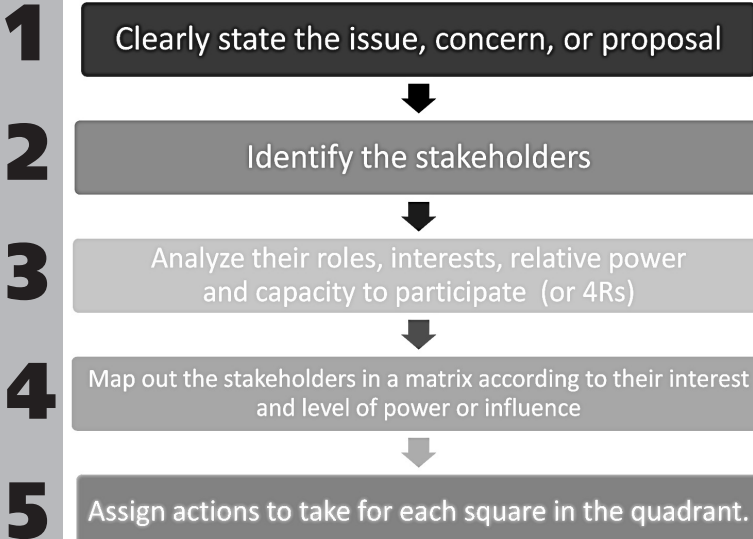 1
Clearly state the issue, concern, or proposal
2
Identify the stakeholders
3
Analyze their roles, interests, relative power
and capacity to participate (or 4Rs)
4
Map out the stakeholders in a matrix according to their interest
and level of power or influence
5
Assign actions to take for each square in the quadrant.